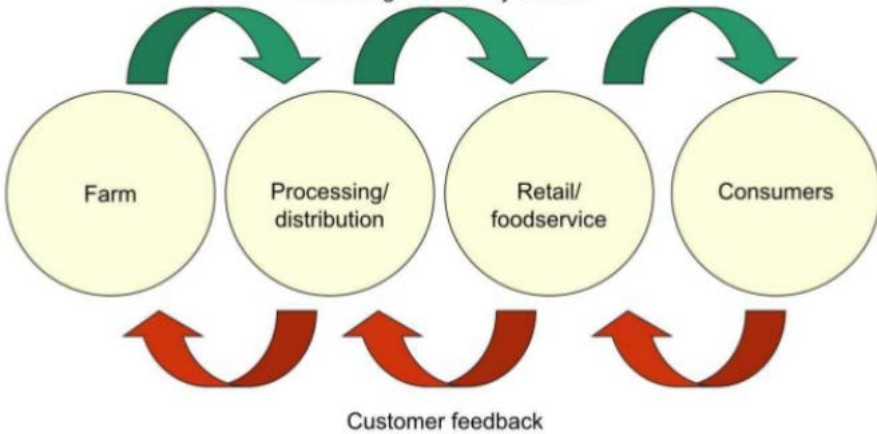 Farm
Processing/
distribution
Retail/
foodservice
Consumers
Customer feedback